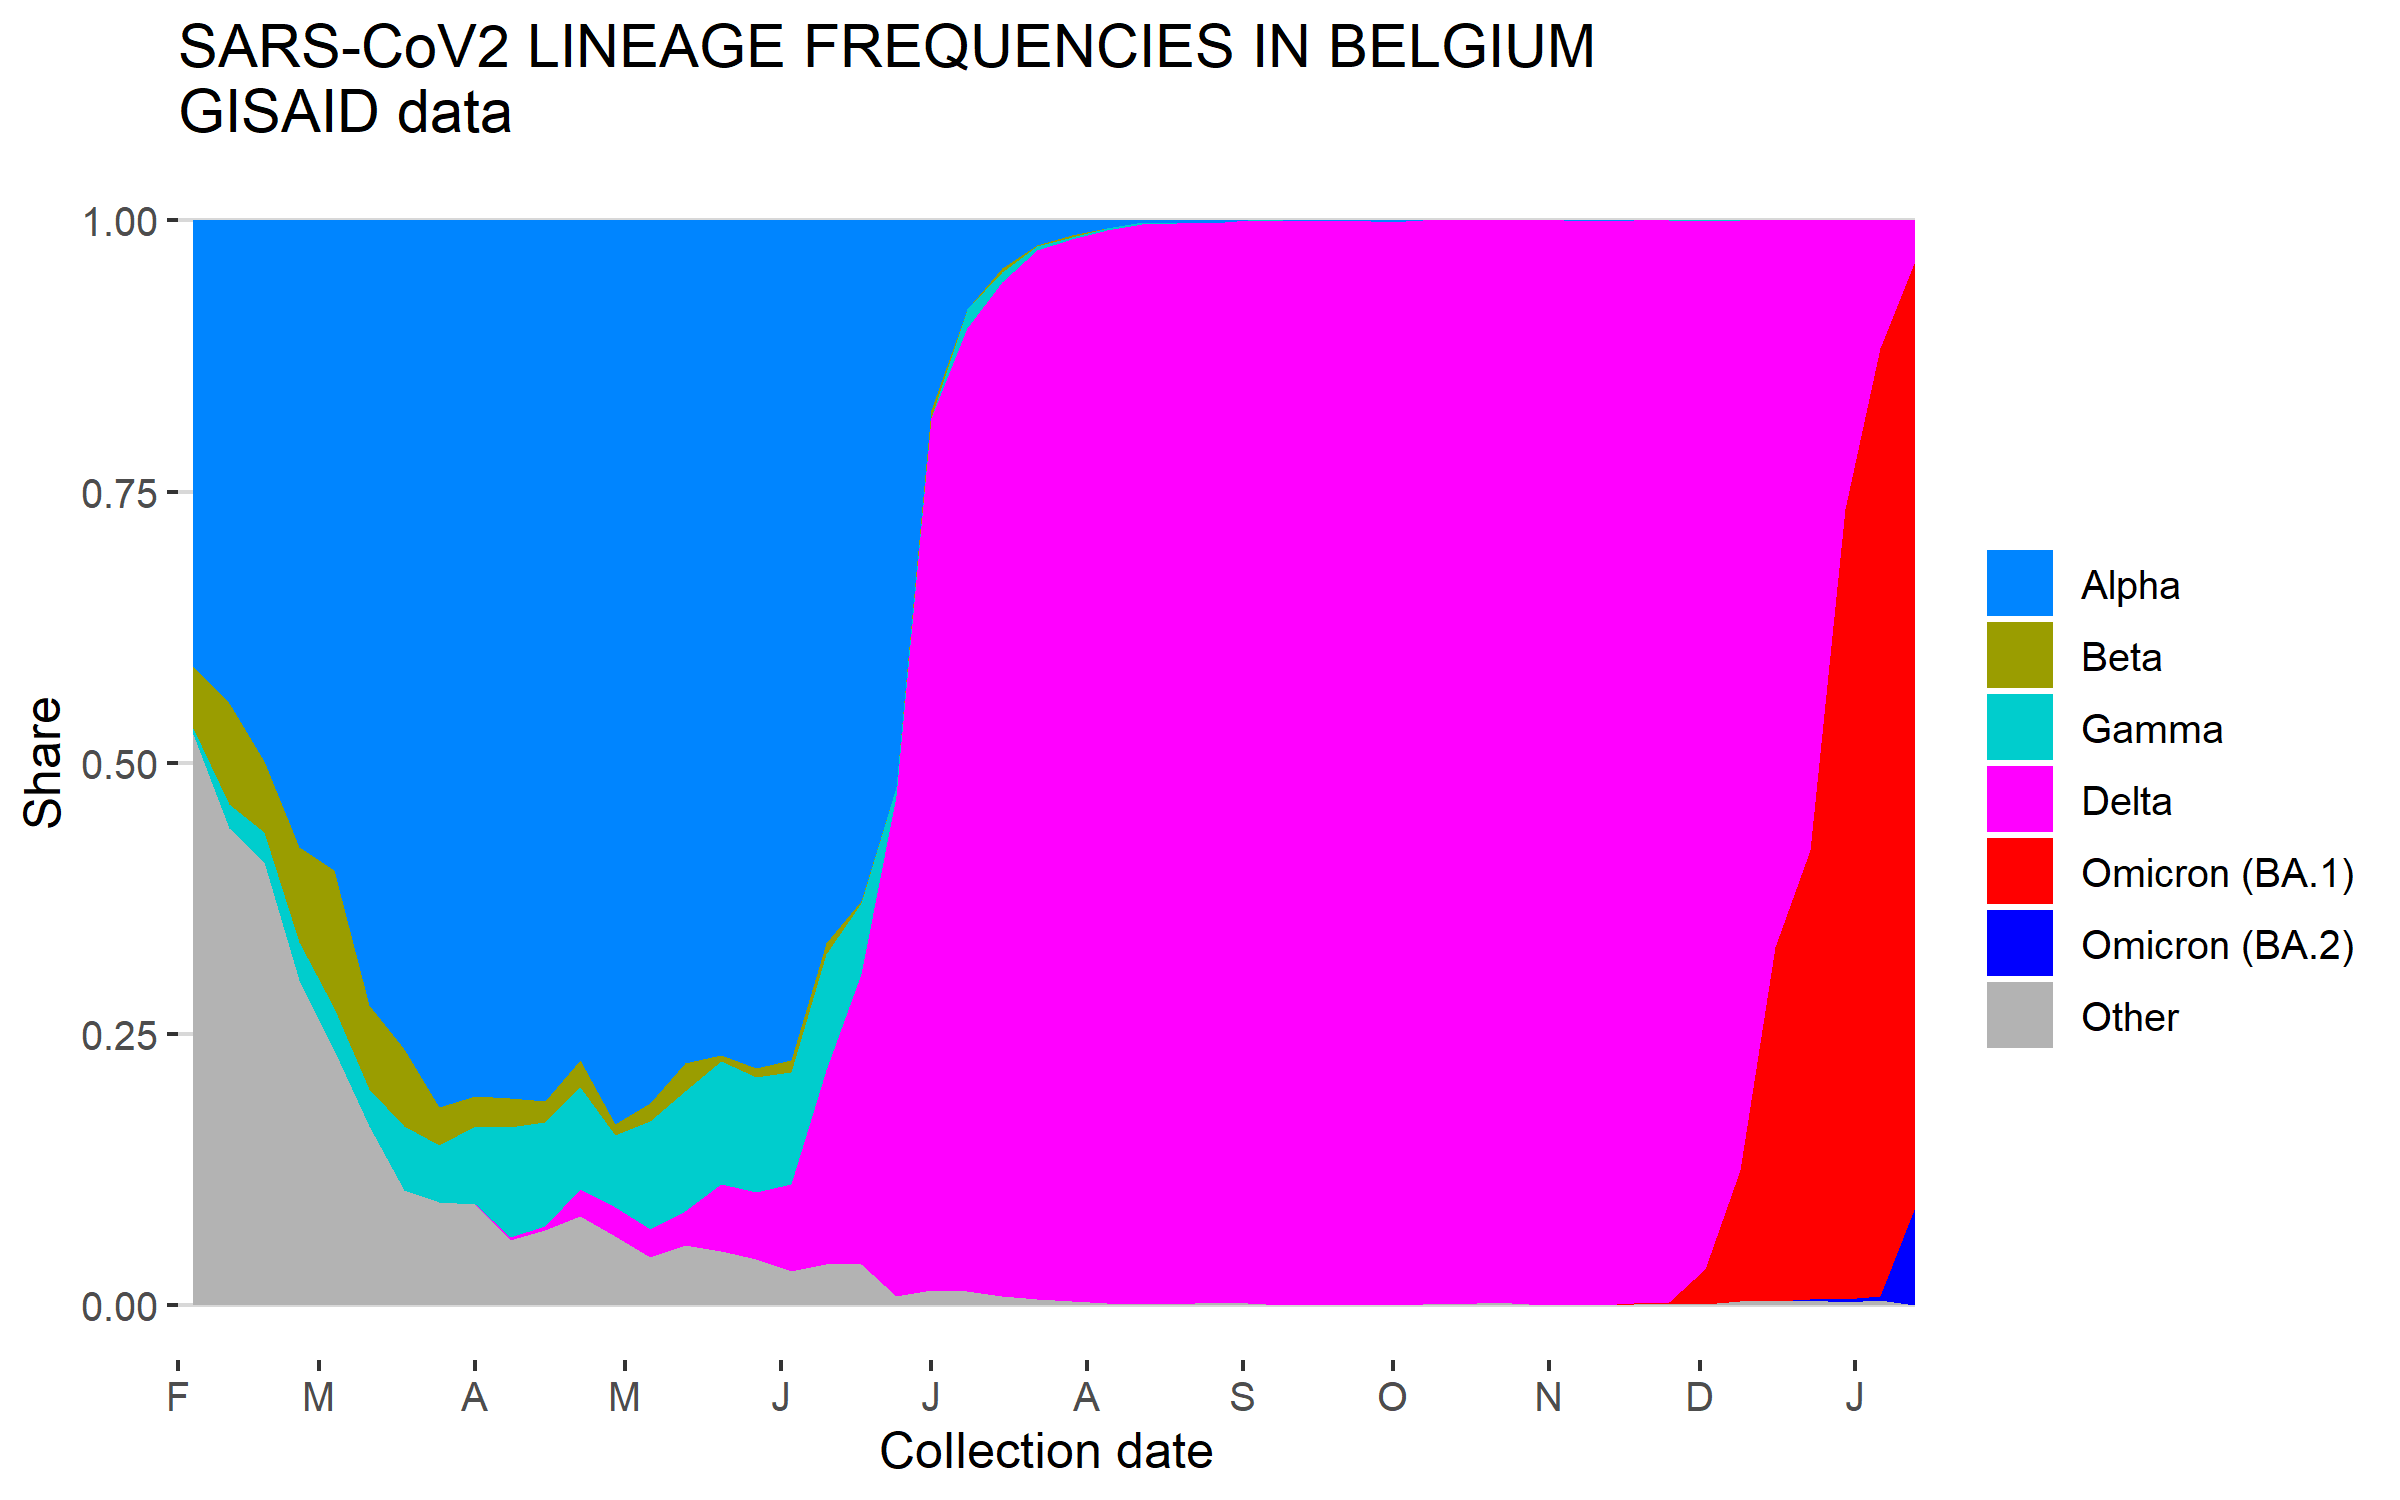 SARS-CoV2 LINEAGE FREQUENCIES IN BELGIUM
GISAID data
1.00
0.75
0.50
0.25
0.00
Share
F M A M J J A S O N D J
Collection date
Alpha
Beta
Gamma
Delta
Omicron (BA.1)
Omicron (BA.2)
Other